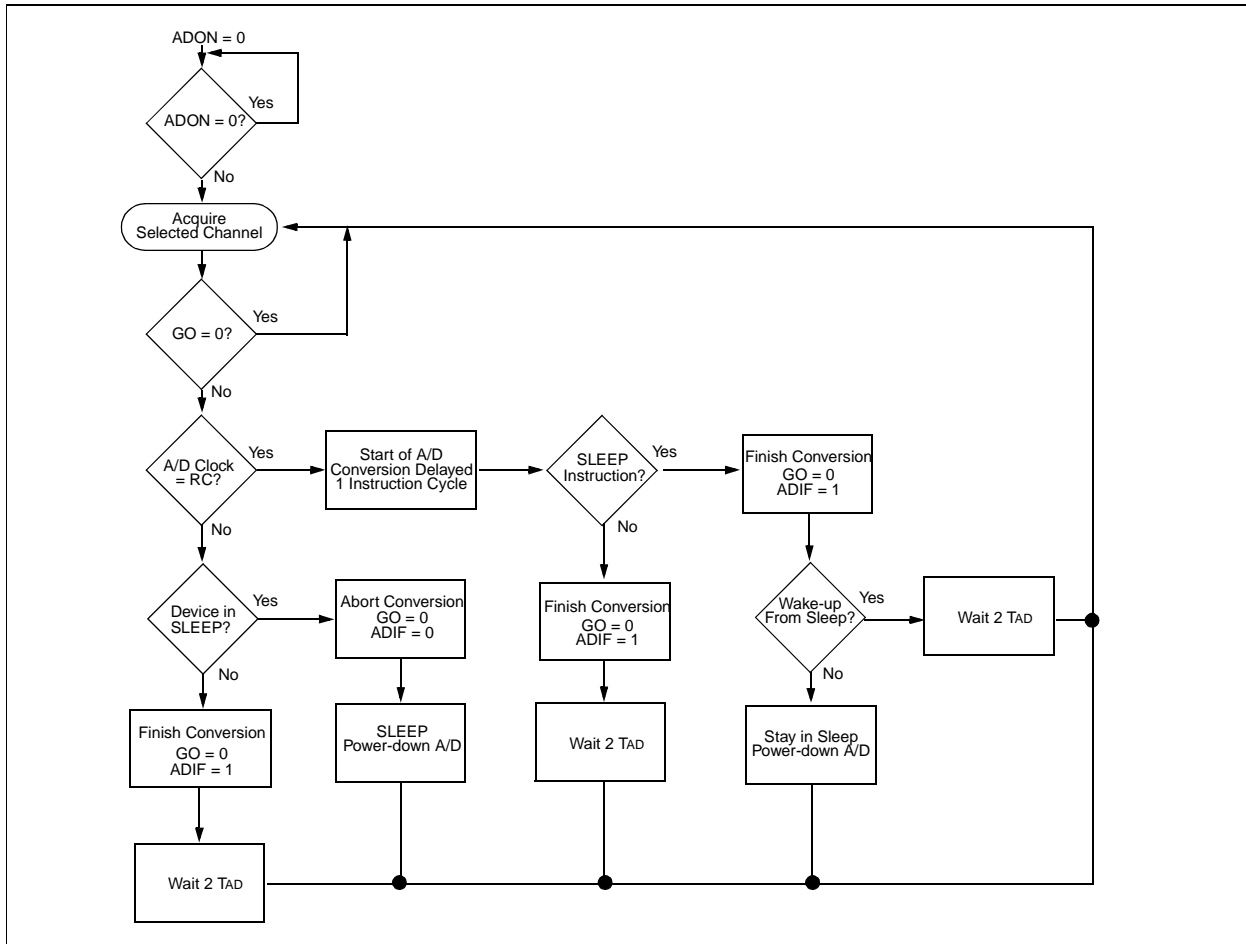 ADON = 0
Yes
ADON = 0?
No
Acquire
Selected Channel
Yes
GO = 0?
No
Yes
A/D Clock
= RC?
Start of A/D
Conversion Delayed
1 Instruction Cycle
SLEEP
Instruction?
Yes
Finish Conversion
GO = 0
ADIF = 1
No
No
Device in
SLEEP?
Yes
Abort Conversion
GO = 0
ADIF = 0
Finish Conversion
GO = 0
ADIF = 1
Wake-up
From Sleep?
Yes
Wait 2 TAD
No
No
Finish Conversion
GO = 0
ADIF = 1
SLEEP
Power-down A/D
Wait 2 TAD
Stay in Sleep
Power-down A/D
Wait 2 TAD